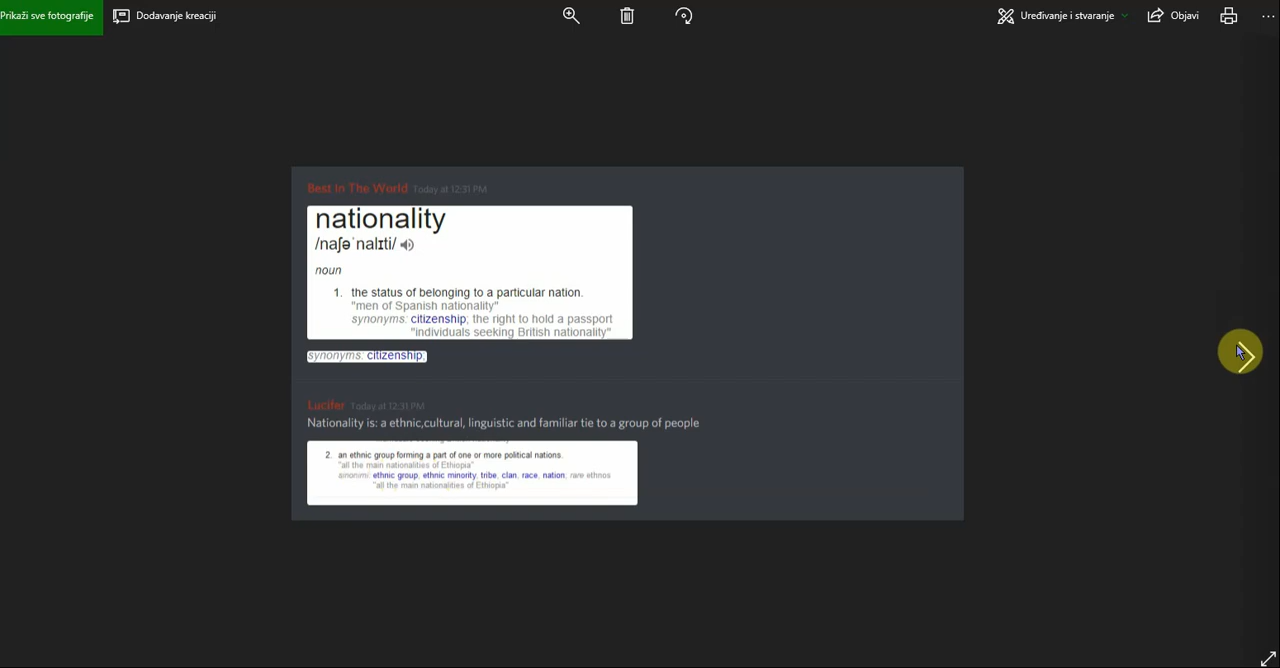 Prikaži sve fotografije
Dodavanje kreaciji
Uređivanje i stvaranje
Objavi
Best In The World Today at 12:31 PM
nationality
/naʃəˈnalɪti/
noun
1. the status of belonging to a particular nation.
"men of Spanish nationality"
synonyms: citizenship; the right to hold a passport
"individuals seeking British nationality"
synonyms: citizenship;
Lucifer Today at 12:31 PM
Nationality is: a ethnic,cultural, linguistic and familiar tie to a group of people
2. an ethnic group forming a part of one or more political nations.
"all the main nationalities of Ethiopia"
sinonimi: ethnic group, ethnic minority, tribe, clan, race, nation; rare ethnos
"all the main nationalities of Ethiopia"